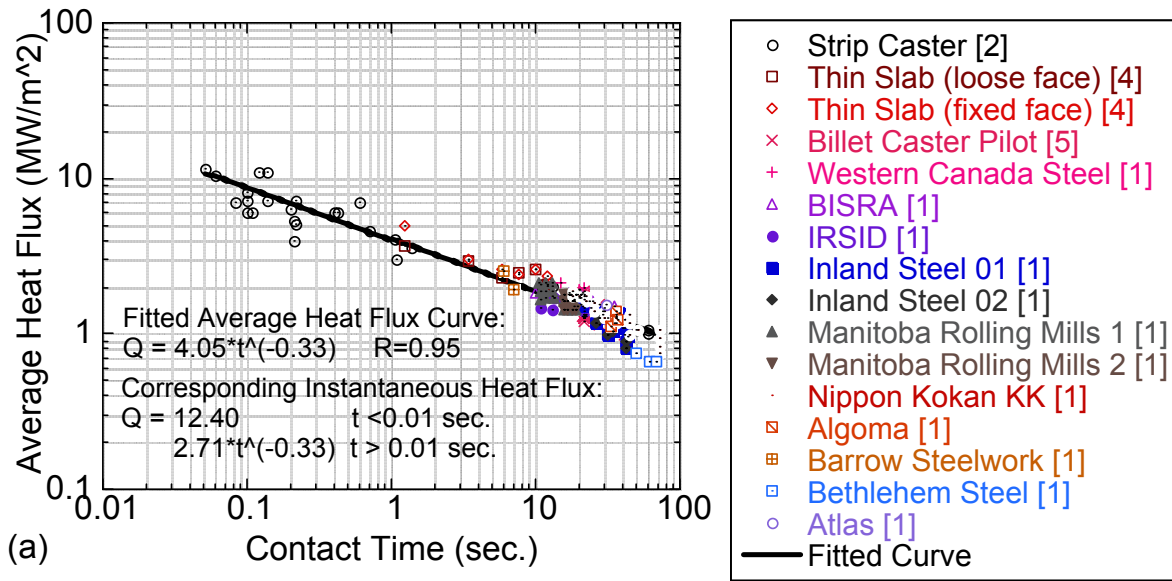 100
10
1
0.1
Average Heat Flux (MW/m^2)
Fitted Average Heat Flux Curve:
Q = 4.05*t^(-0.33) R=0.95
Corresponding Instantaneous Heat Flux:
Q = 12.40 t <0.01 sec.
2.71*t^(-0.33) t > 0.01 sec.
0.01 0.1 1 10 100
(a) Contact Time (sec.)
Strip Caster [2]
Thin Slab (loose face) [4]
Thin Slab (fixed face) [4]
Billet Caster Pilot [5]
Western Canada Steel [1]
BISRA [1]
IRSID [1]
Inland Steel 01 [1]
Inland Steel 02 [1]
Manitoba Rolling Mills 1 [1]
Manitoba Rolling Mills 2 [1]
Nippon Kokan KK [1]
Algoma [1]
Barrow Steelwork [1]
Bethlehem Steel [1]
Atlas [1]
Fitted Curve